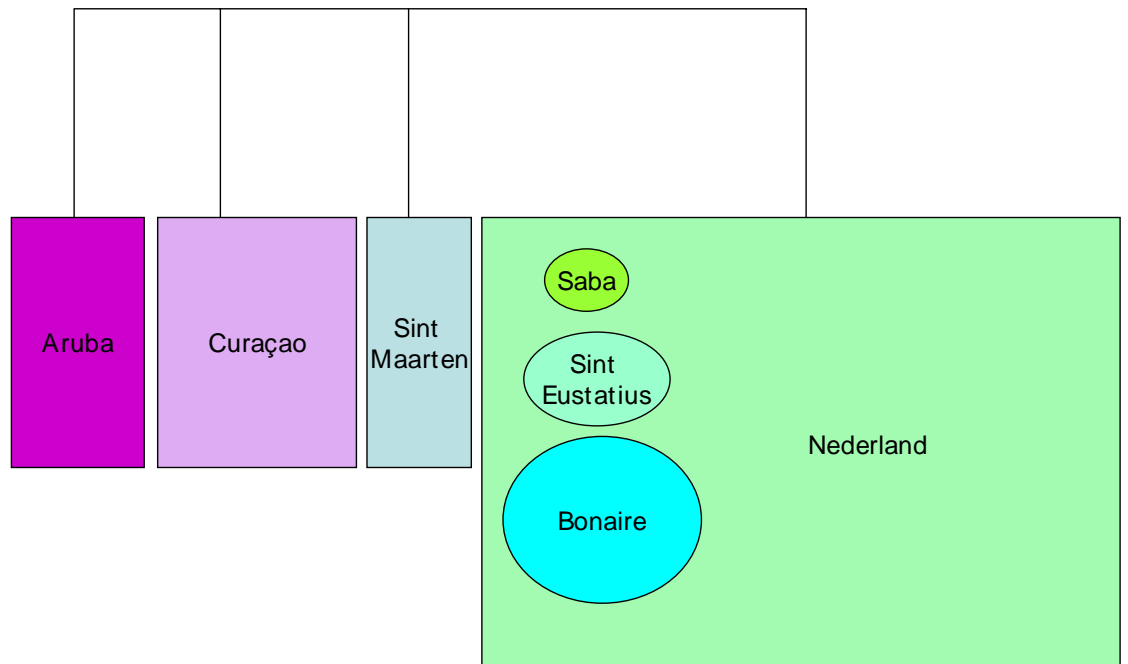 Aruba
Curaçao
Sint
Maarten
Saba
Sint
Eustatius
Bonaire
Nederland